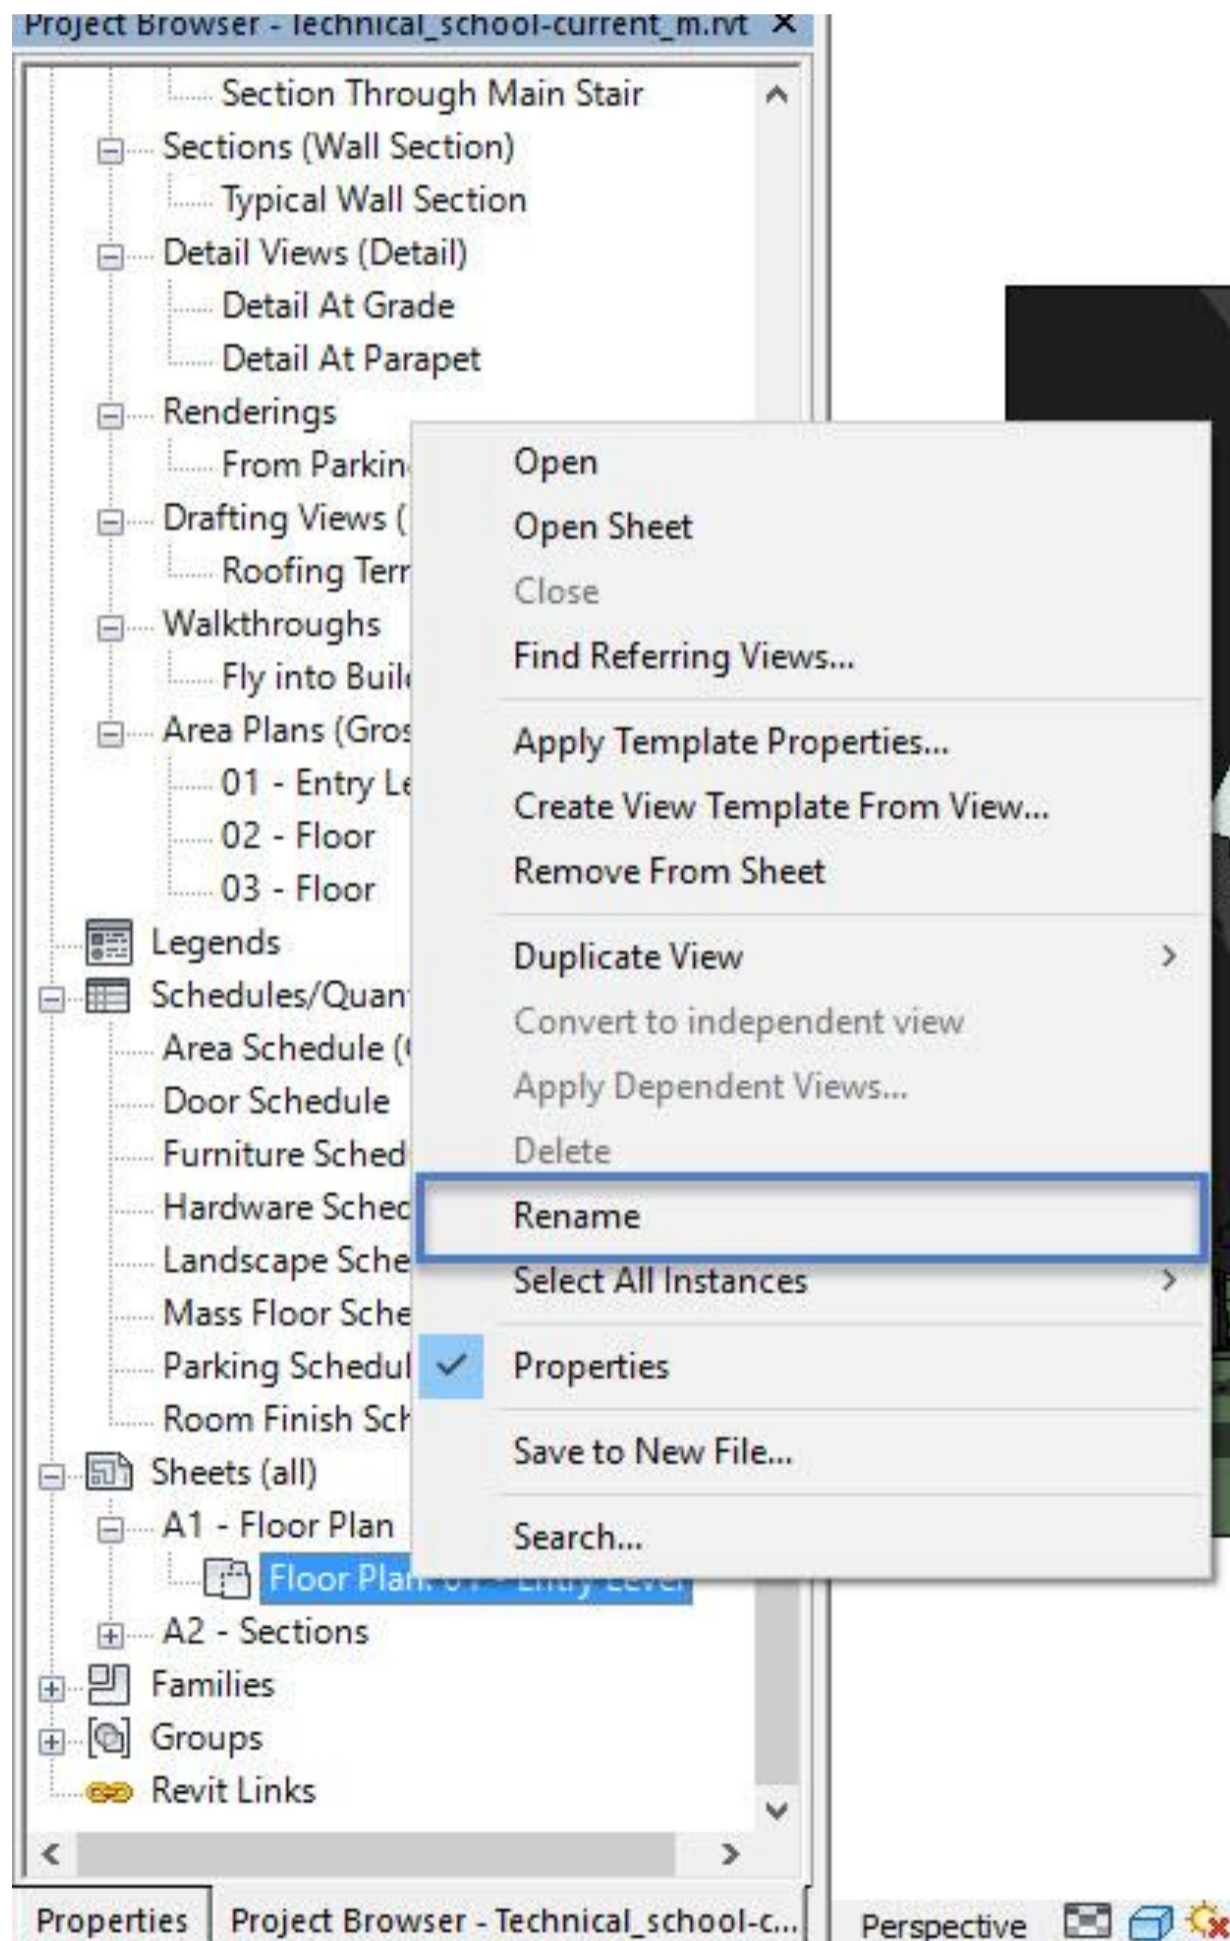 Project Browser - Technical_school-current_m.rvt
Section Through Main Stair
Sections (Wall Section)
Typical Wall Section
Detail Views (Detail)
Detail At Grade
Detail At Parapet
Renderings
From Parkin
Drafting Views (
Roofing Terr
Walkthroughs
Fly into Buil
Area Plans (Gros
01 - Entry Le
02 - Floor
03 - Floor
Legends
Schedules/Quan
Area Schedule (
Door Schedule
Furniture Sched
Hardware Sched
Landscape Sche
Mass Floor Sche
Parking Schedul
Room Finish Sch
Sheets (all)
A1 - Floor Plan
Floor Plan: 01 - Entry Level
A2 - Sections
Families
Groups
Revit Links
Open
Open Sheet
Close
Find Referring Views...
Apply Template Properties...
Create View Template From View...
Remove From Sheet
Duplicate View
Convert to independent view
Apply Dependent Views...
Delete
Rename
Select All Instances
Properties
Save to New File...
Search...
Properties
Project Browser - Technical_school-c...
Perspective